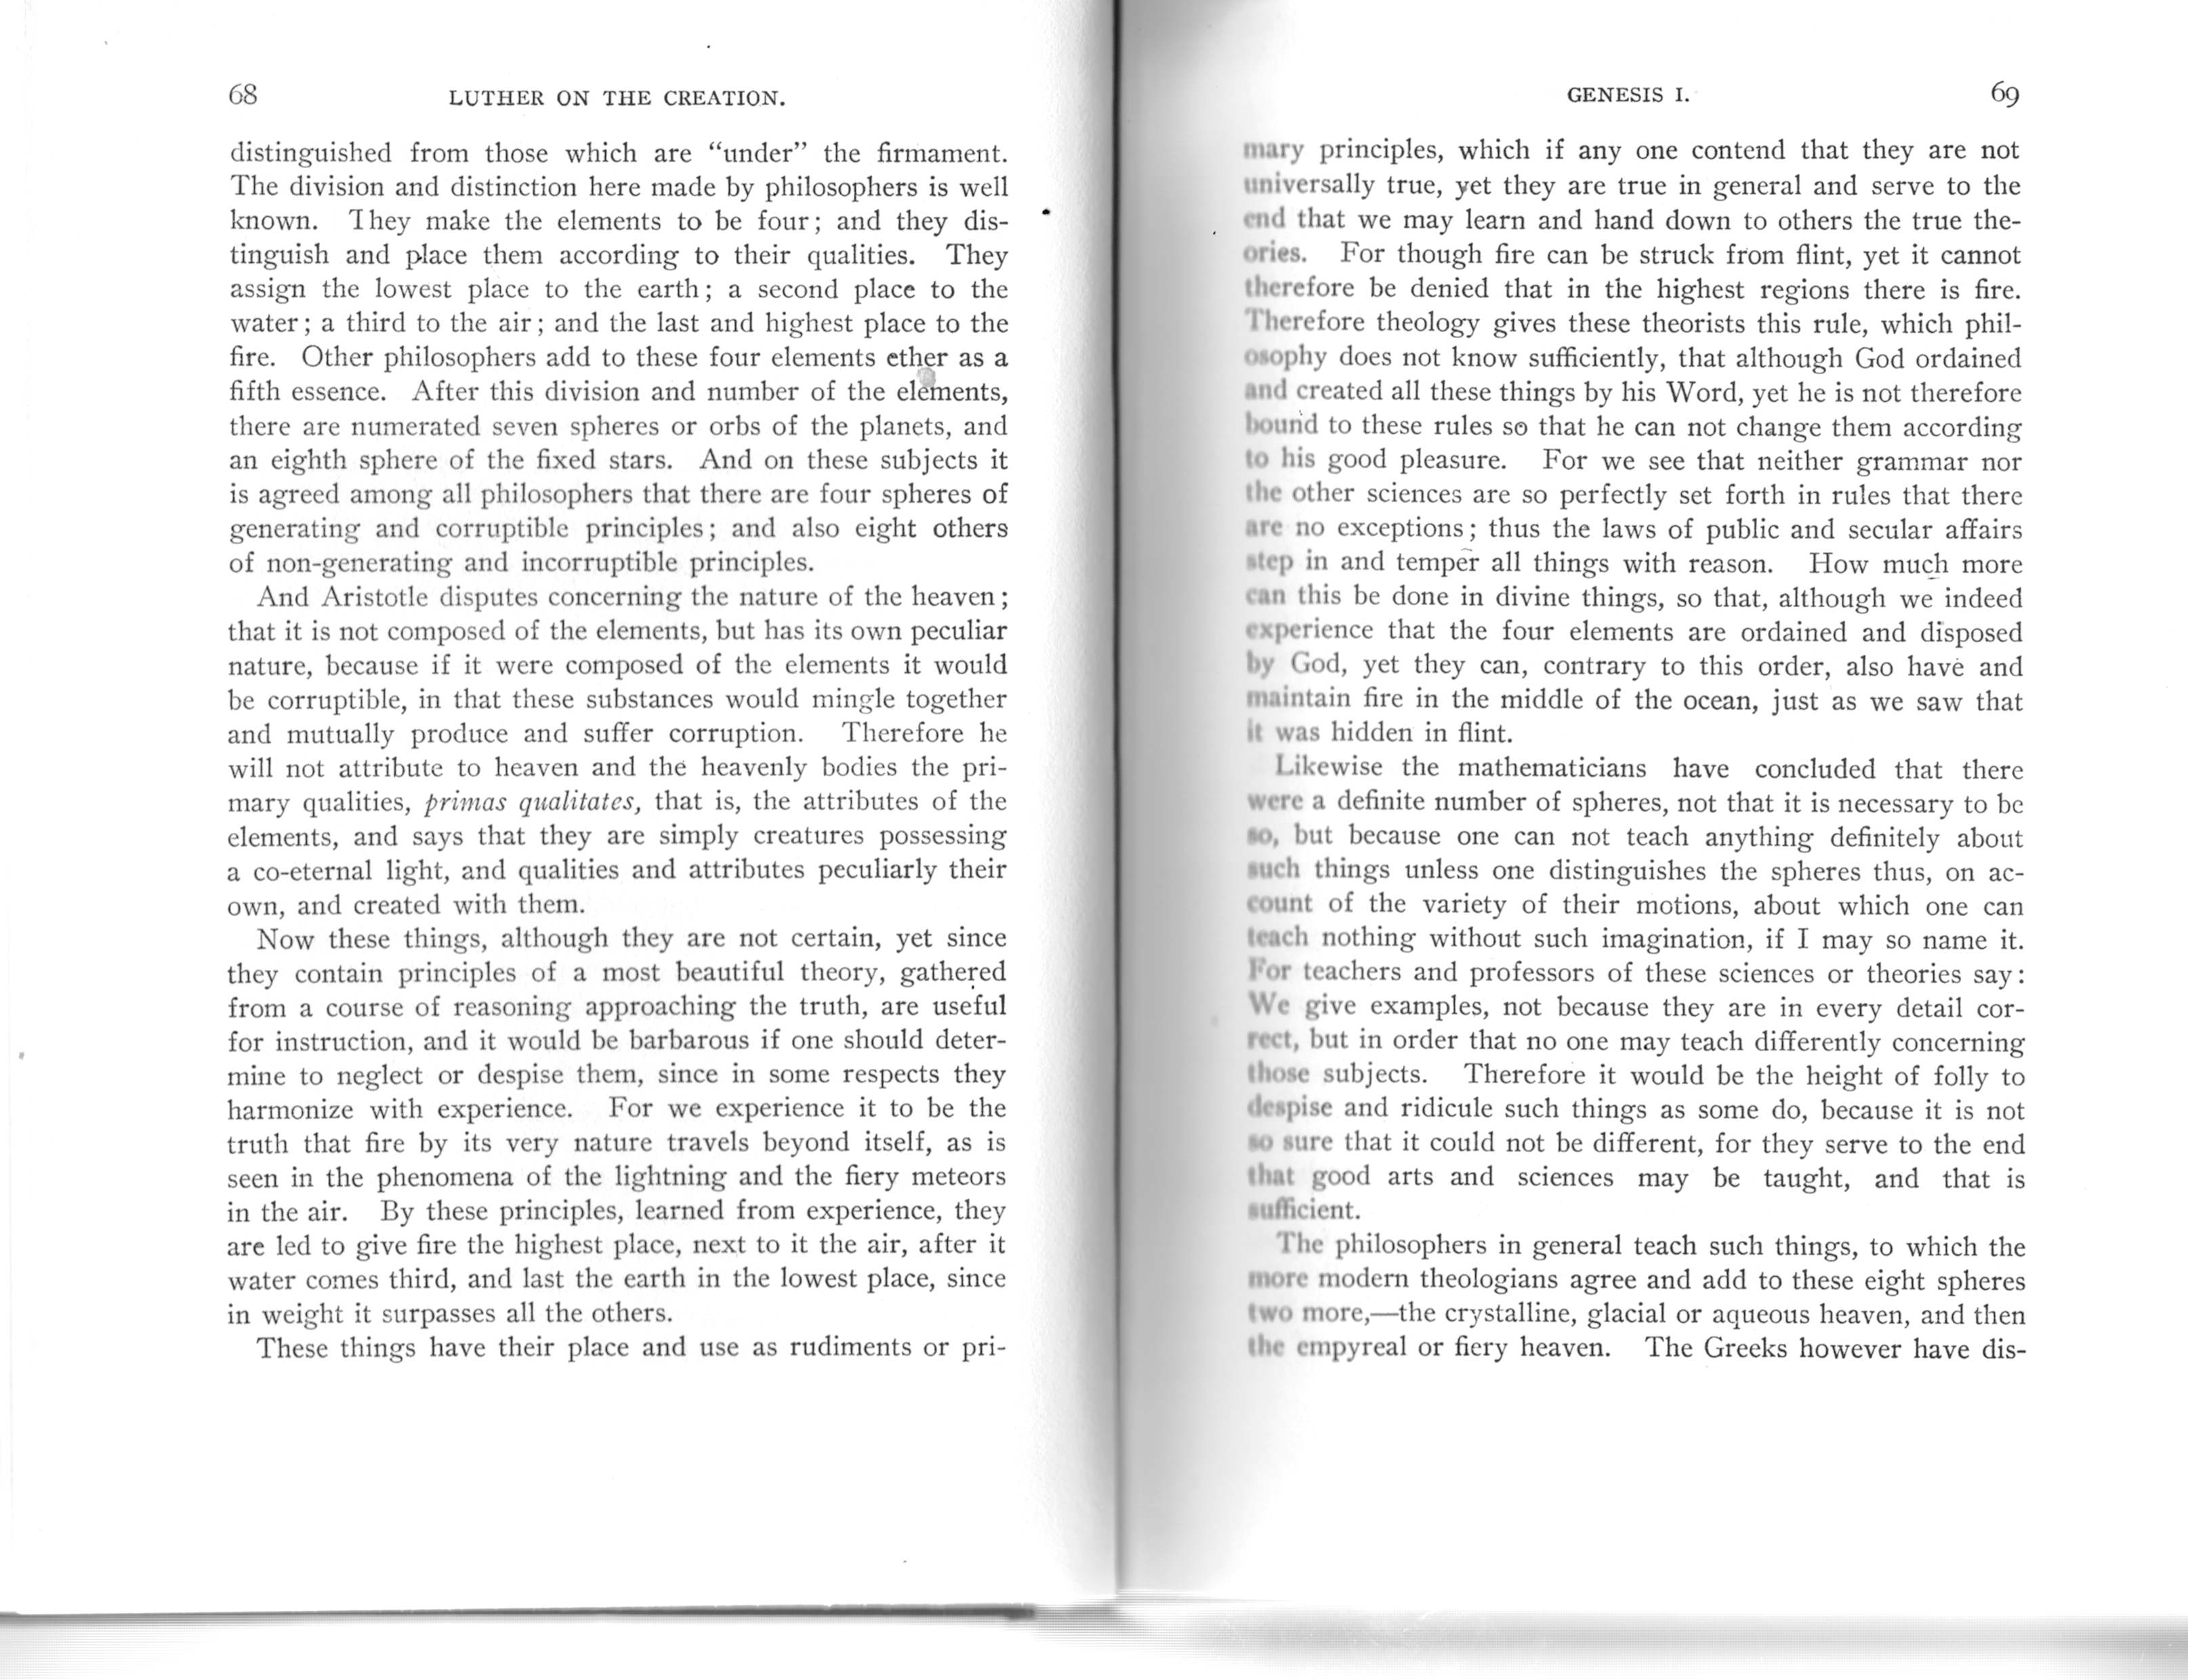 68 LUTHER ON THE CREATION.
distinguished from those which are “under” the firmament.
The division and distinction here made by philosophers is well
known. They make the elements to be four; and they dis-
tinguish and place them according to their qualities. They
assign the lowest place to the earth; a second place to the
water; a third to the air; and the last and highest place to the
fire. Other philosophers add to these four elements ether as a
fifth essence. After this division and number of the elements,
there are numerated seven spheres or orbs of the planets, and
an eighth sphere of the fixed stars. And on these subjects it
is agreed among all philosophers that there are four spheres of
generating and corruptible principles; and also eight others
of non-generating and incorruptible principles.
And Aristotle disputes concerning the nature of the heaven;
that it is not composed of the elements, but has its own peculiar
nature, because if it were composed of the elements it would
be corruptible, in that these substances would mingle together
and mutually produce and suffer corruption. Therefore he
will not attribute to heaven and the heavenly bodies the pri-
mary qualities, primas qualitates, that is, the attributes of the
elements, and says that they are simply creatures possessing
a co-eternal light, and qualities and attributes peculiarly their
own, and created with them.
Now these things, although they are not certain, yet since
they contain principles of a most beautiful theory, gathered
from a course of reasoning approaching the truth, are useful
for instruction, and it would be barbarous if one should deter-
mine to neglect or despise them, since in some respects they
harmonize with experience. For we experience it to be the
truth that fire by its very nature travels beyond itself, as is
seen in the phenomena of the lightning and the fiery meteors
in the air. By these principles, learned from experience, they
are led to give fire the highest place, next to it the air, after it
water comes third, and last the earth in the lowest place, since
in weight it surpasses all the others.
These things have their place and use as rudiments or pri-
GENESIS I. 69
mary principles, which if any one contend that they are not
universally true, yet they are true in general and serve to the
end that we may learn and hand down to others the true the-
ories. For though fire can be struck from flint, yet it cannot
therefore be denied that in the highest regions there is fire.
Therefore theology gives these theorists this rule, which phil-
osophy does not know sufficiently, that although God ordained
and created all these things by his Word, yet he is not therefore
bound to these rules so that he can not change them according
to his good pleasure. For we see that neither grammar nor
the other sciences are so perfectly set forth in rules that there
are no exceptions; thus the laws of public and secular affairs
step in and temper all things with reason. How much more
can this be done in divine things, so that, although we indeed
experience that the four elements are ordained and disposed
by God, yet they can, contrary to this order, also have and
maintain fire in the middle of the ocean, just as we saw that
it was hidden in flint.
Likewise the mathematicians have concluded that there
were a definite number of spheres, not that it is necessary to be
so, but because one can not teach anything definitely about
such things unless one distinguishes the spheres thus, on ac-
count of the variety of their motions, about which one can
teach nothing without such imagination, if I may so name it.
For teachers and professors of these sciences or theories say:
We give examples, not because they are in every detail cor-
rect, but in order that no one may teach differently concerning
those subjects. Therefore it would be the height of folly to
despise and ridicule such things as some do, because it is not
so sure that it could not be different, for they serve to the end
that good arts and sciences may be taught, and that is
sufficient.
The philosophers in general teach such things, to which the
more modern theologians agree and add to these eight spheres
two more,—the crystalline, glacial or aqueous heaven, and then
the empyreal or fiery heaven. The Greeks however have dis-